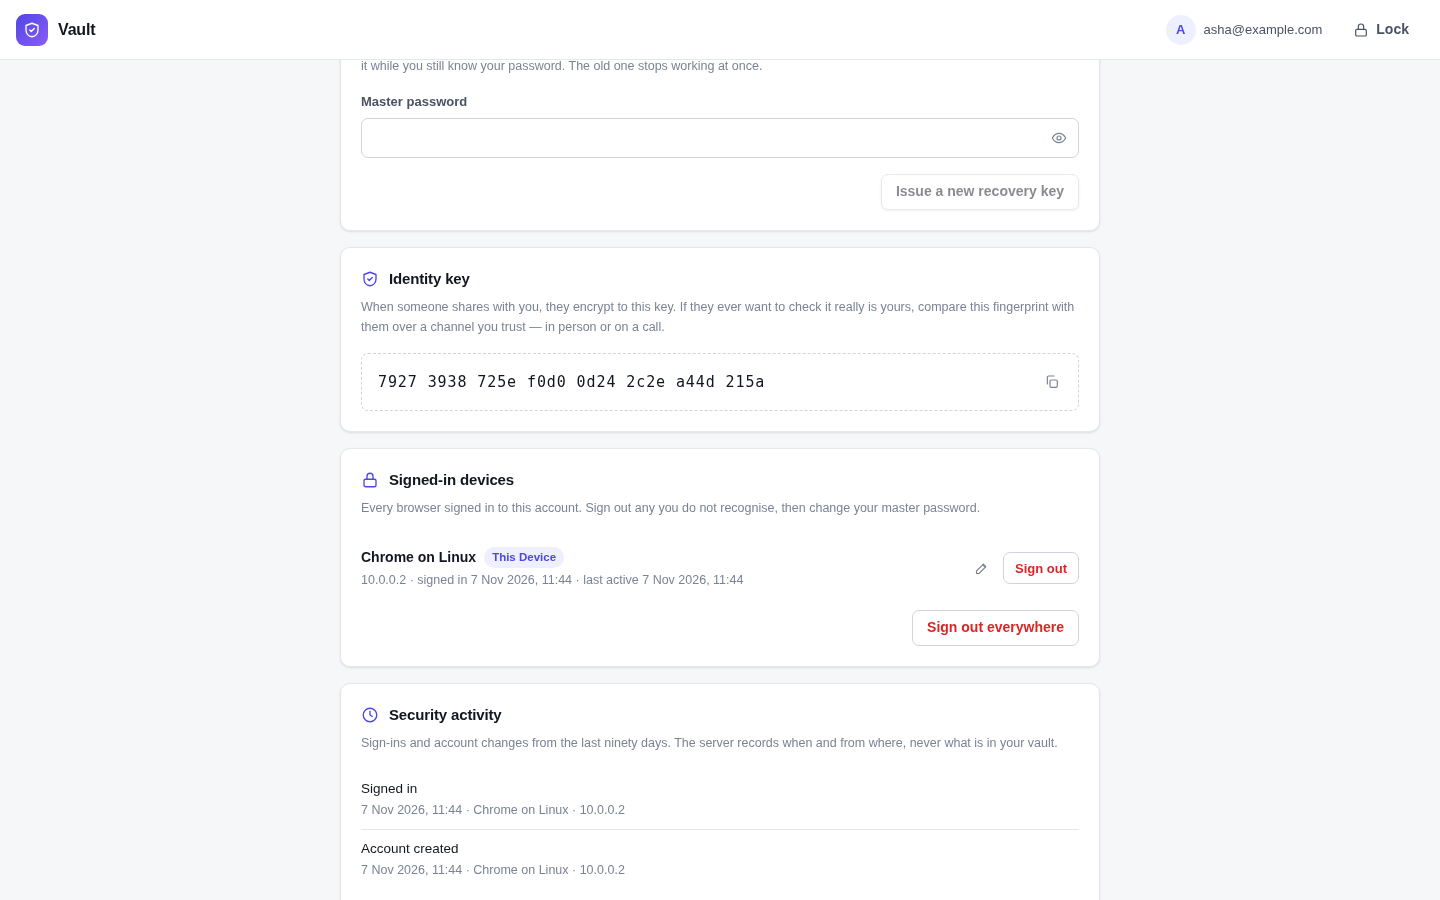 Vault
A
asha@example.com
Lock
it while you still know your password. The old one stops working at once.
Master password
Issue a new recovery key
Identity key
When someone shares with you, they encrypt to this key. If they ever want to check it really is yours, compare this fingerprint with
them over a channel you trust — in person or on a call.
7927 3938 725e f0d0 0d24 2c2e a44d 215a
Signed-in devices
Every browser signed in to this account. Sign out any you do not recognise, then change your master password.
Chrome on Linux
This Device
10.0.0.2 · signed in 7 Nov 2026, 11:44 · last active 7 Nov 2026, 11:44
Sign out
Sign out everywhere
Security activity
Sign-ins and account changes from the last ninety days. The server records when and from where, never what is in your vault.
Signed in
7 Nov 2026, 11:44 · Chrome on Linux · 10.0.0.2
Account created
7 Nov 2026, 11:44 · Chrome on Linux · 10.0.0.2